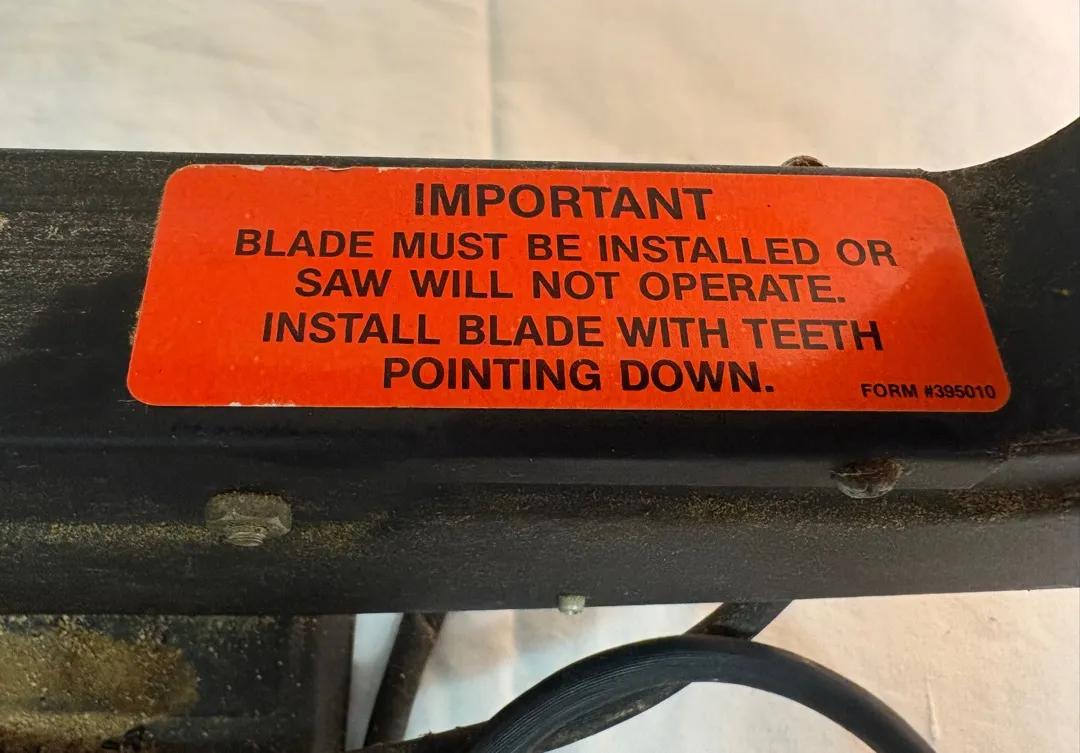 IMPORTANT
BLADE MUST BE INSTALLED OR
SAW WILL NOT OPERATE.
INSTALL BLADE WITH TEETH
POINTING DOWN.
FORM #395010